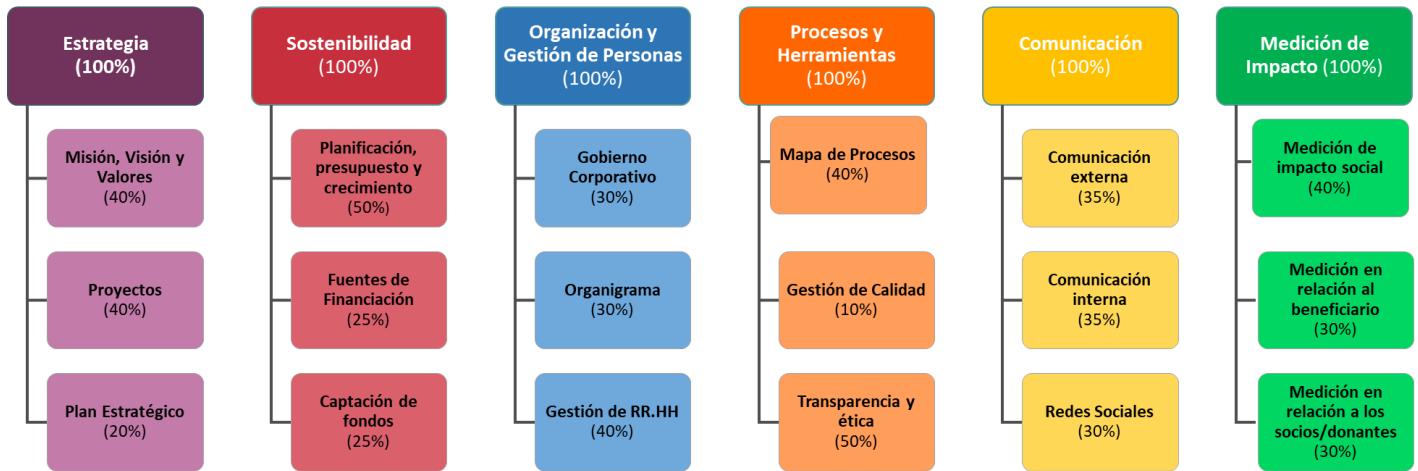 Estrategia
(100%)
Misión, Visión y
Valores
(40%)
Proyectos
(40%)
Plan Estratégico
(20%)
Sostenibilidad
(100%)
Planificación,
presupuesto y
crecimiento
(50%)
Fuentes de
Financiación
(25%)
Captación de
fondos
(25%)
Organización y
Gestión de Personas
(100%)
Gobierno
Corporativo
(30%)
Organigrama
(30%)
Gestión de RR.HH
(40%)
Procesos y
Herramientas
(100%)
Mapa de Procesos
(40%)
Gestión de Calidad
(10%)
Transparencia y
ética
(50%)
Comunicación
(100%)
Comunicación
externa
(35%)
Comunicación
interna
(35%)
Redes Sociales
(30%)
Medición de
Impacto (100%)
Medición de
impacto social
(40%)
Medición en
relación al
beneficiario
(30%)
Medición en
relación a los
socios/donantes
(30%)